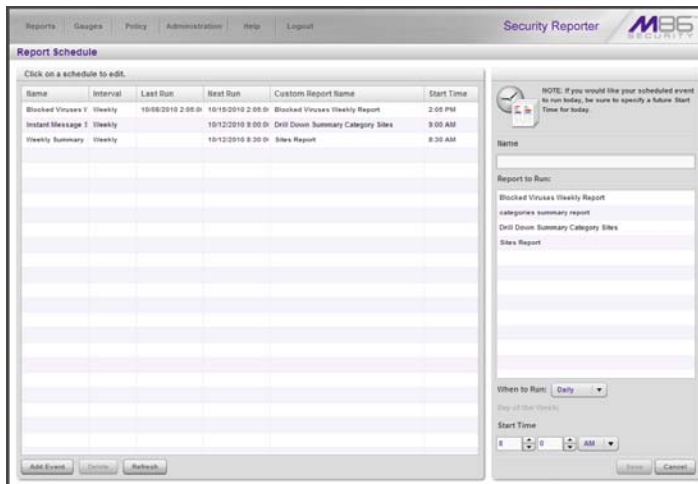 Reports Gauges Policy Administration Help Logout
Security Reporter M86 SECURITY
Report Schedule
Click on a schedule to edit.
Name Interval Last Run Next Run Custom Report Name Start Time
Blocked Viruses Weekly 10/08/2010 2:05:0 10/15/2010 2:05:0 Blocked Viruses Weekly Report 2:05 PM
Instant Message S Weekly 10/12/2010 9:00:0 Drill Down Summary Category Sites 9:00 AM
Weekly Summary Weekly 10/12/2010 8:30:0 Sites Report 8:30 AM
Add Event Delete Refresh
NOTE: If you would like your scheduled event
to run today, be sure to specify a future Start
Time for today.
Name
Report to Run:
Blocked Viruses Weekly Report
categories summary report
Drill Down Summary Category Sites
Sites Report
When to Run: Daily
Day of the Week:
Start Time
8 0 AM
Save Cancel